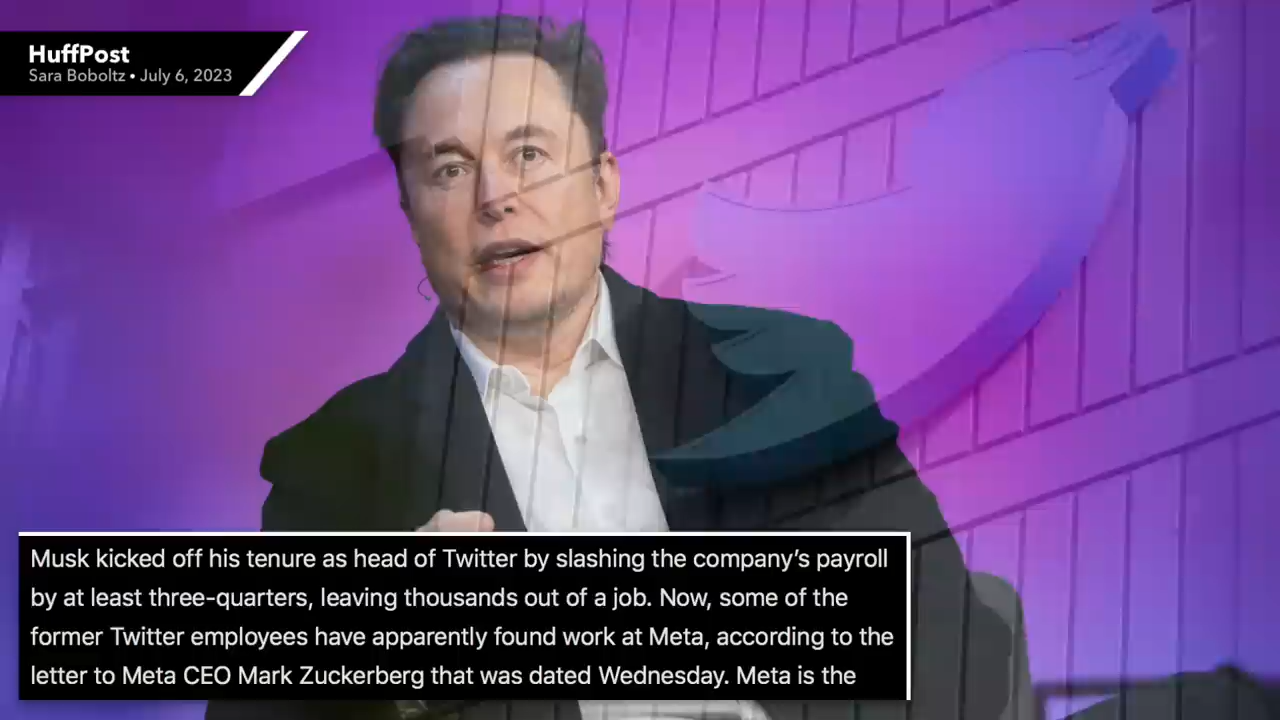 HuffPost
Sara Boboltz • July 6, 2023
Musk kicked off his tenure as head of Twitter by slashing the company’s payroll
by at least three-quarters, leaving thousands out of a job. Now, some of the
former Twitter employees have apparently found work at Meta, according to the
letter to Meta CEO Mark Zuckerberg that was dated Wednesday. Meta is the